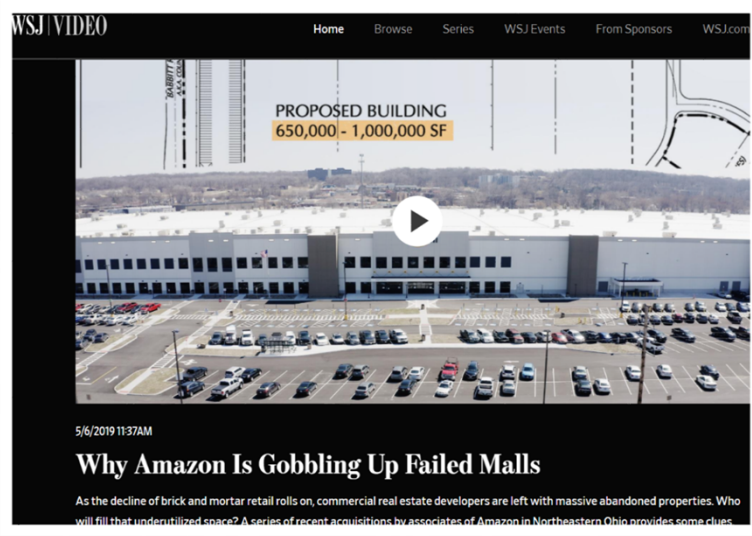 WSJ|VIDEO
Home Browse Series WSJ Events From Sponsors WSJ.com
BABBITT R
A.K.A. COUN
PROPOSED BUILDING
650,000 - 1,000,000 SF
5/6/2019 11:37AM
Why Amazon Is Gobbling Up Failed Malls
As the decline of brick and mortar retail rolls on, commercial real estate developers are left with massive abandoned properties. Who
will fill that underutilized space? A series of recent acquisitions by associates of Amazon in Northeastern Ohio provides some clues